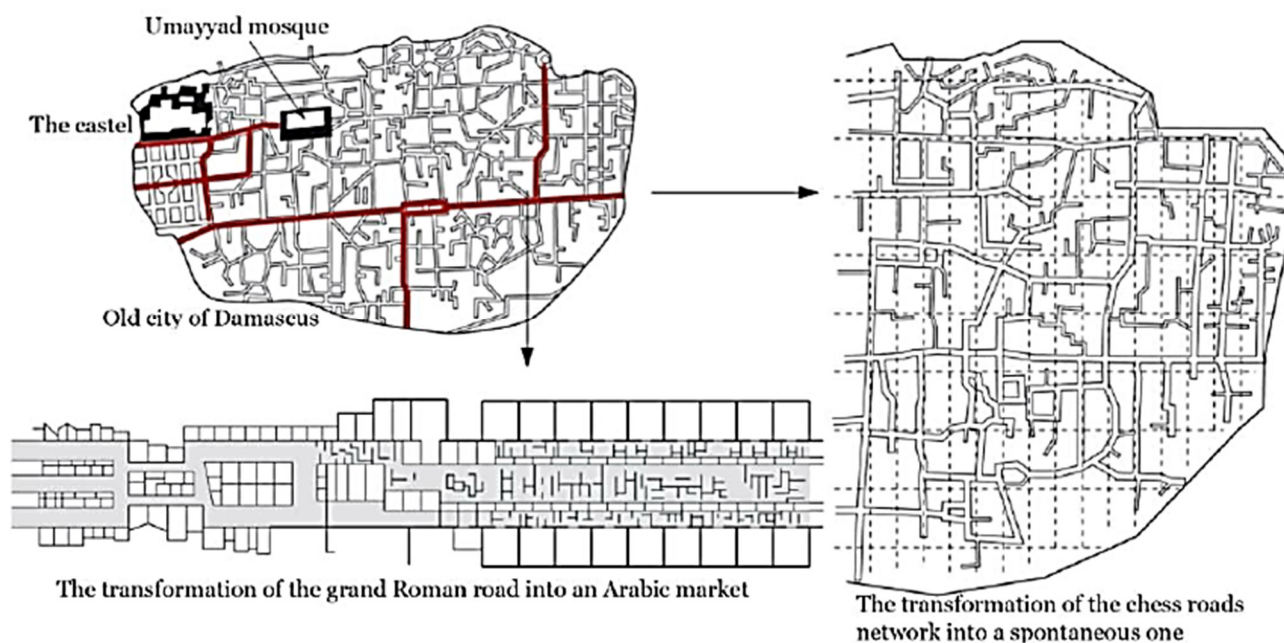 Umayyad mosque
The castel
Old city of Damascus
The transformation of the grand Roman road into an Arabic market
The transformation of the chess roads
network into a spontaneous one